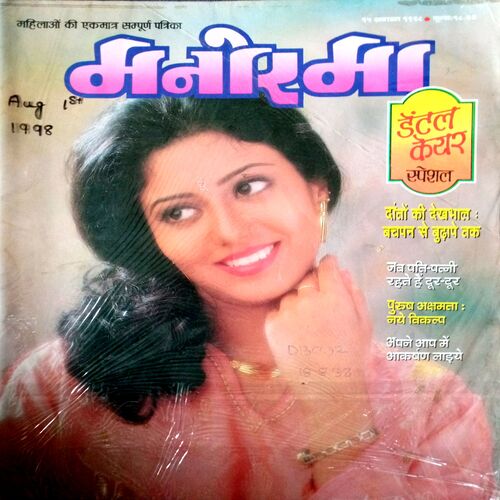 महिलाओं की एकमात्र सम्पूर्ण पत्रिका
मनोरमा
Aug 1st
1998
डेंटल
केयर
स्पेशल
दांतों की देखभाल :
बचपन से बुढ़ापे तक
जब पति-पत्नी
रहते हैं दूर-दूर
पुरुष अक्षमता :
नये विकल्प
अपने आप में
आकर्षण लाइये